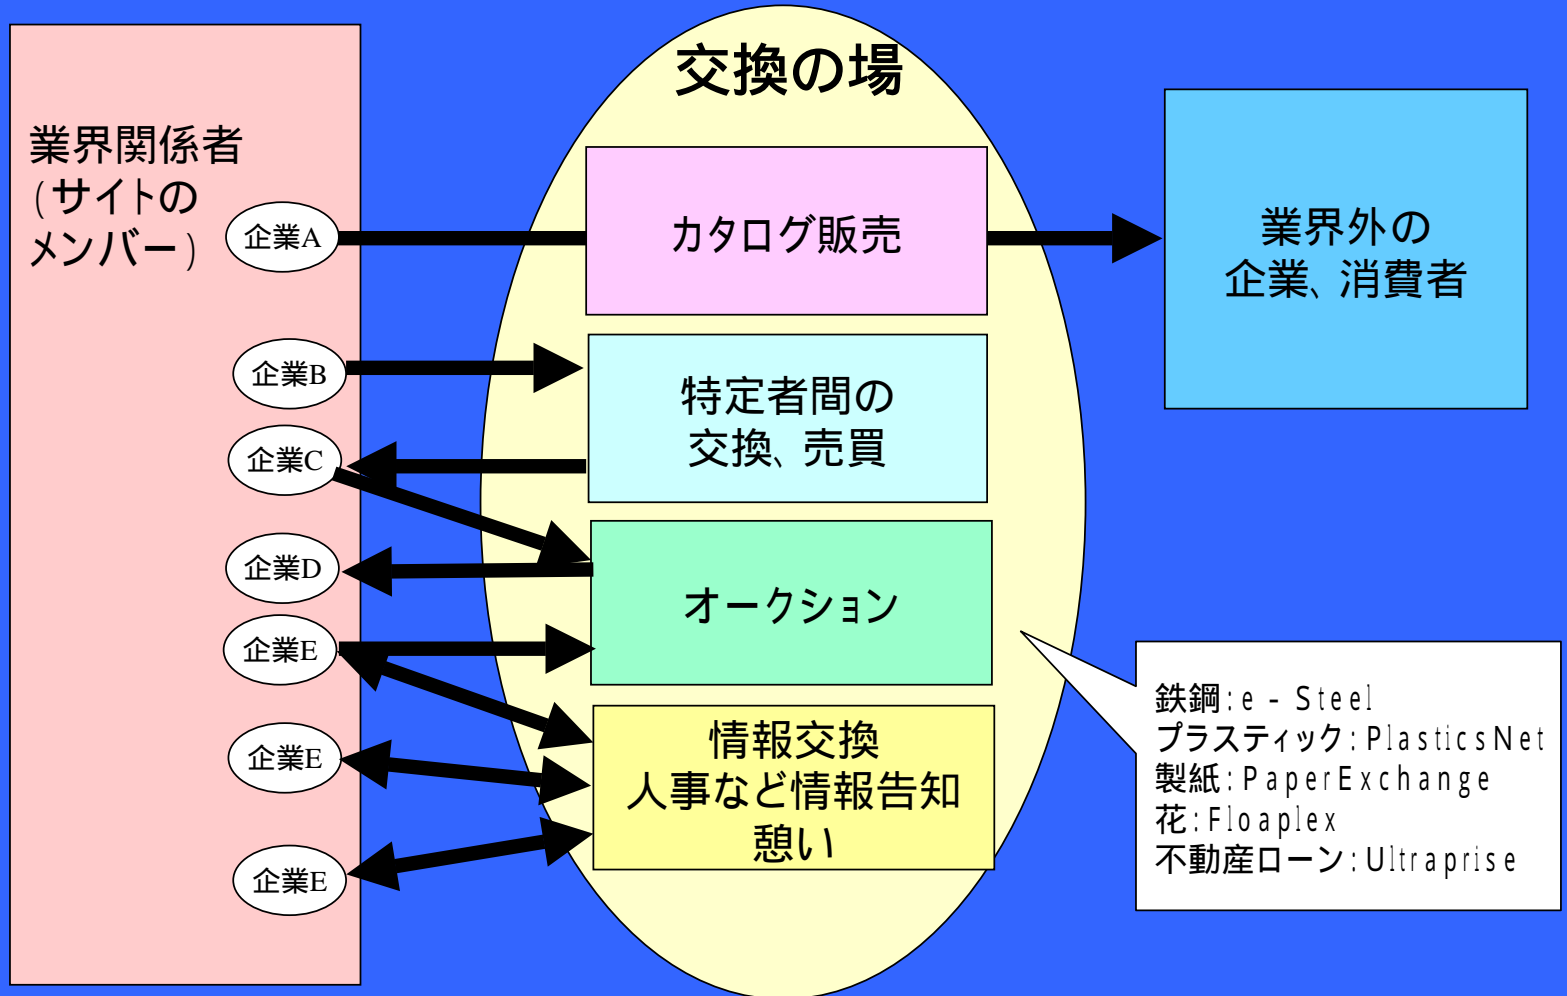 交換の場
業界関係者
(サイトの
メンバー)
企業A
企業B
企業C
企業D
企業E
企業E
企業E
カタログ販売
特定者間の
交換、売買
オークション
情報交換
人事など情報告知
憩い
業界外の
企業、消費者
鉄鋼:e - Steel
プラスティック:PlasticsNet
製紙:PaperExchange
花:Floaplex
不動産ローン:Ultraprise